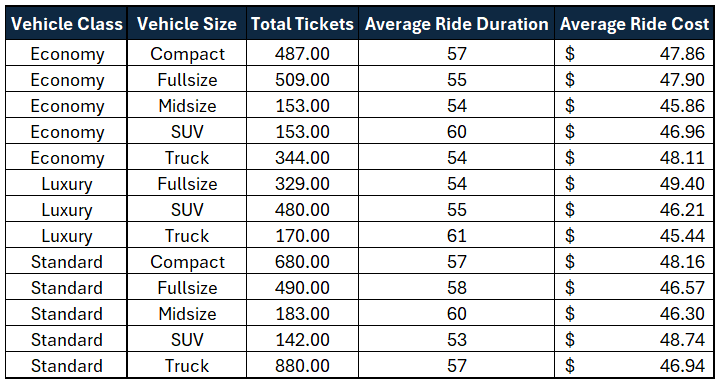 Vehicle Class Vehicle Size Total Tickets Average Ride Duration Average Ride Cost
Economy Compact 487.00 57 $ 47.86
Economy Fullsize 509.00 55 $ 47.90
Economy Midsize 153.00 54 $ 45.86
Economy SUV 153.00 60 $ 46.96
Economy Truck 344.00 54 $ 48.11
Luxury Fullsize 329.00 54 $ 49.40
Luxury SUV 480.00 55 $ 46.21
Luxury Truck 170.00 61 $ 45.44
Standard Compact 680.00 57 $ 48.16
Standard Fullsize 490.00 58 $ 46.57
Standard Midsize 183.00 60 $ 46.30
Standard SUV 142.00 53 $ 48.74
Standard Truck 880.00 57 $ 46.94